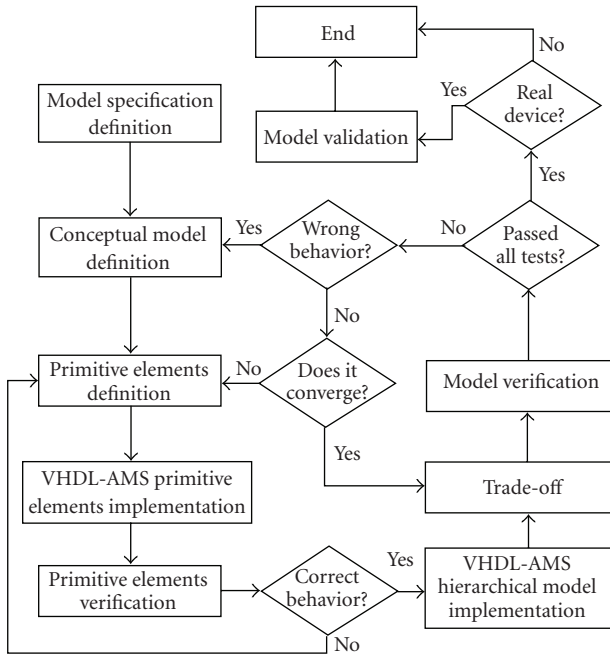 End
No
Yes
Real
device?
Model specification
definition
Model validation
Yes
Conceptual model
definition
Yes
Wrong
behavior?
No
Passed
all tests?
No
Primitive elements
definition
No
Does it
converge?
Model verification
Yes
VHDL-AMS primitive
elements implementation
Trade-off
Primitive elements
verification
Correct
behavior?
Yes
VHDL-AMS
hierarchical model
implementation
No